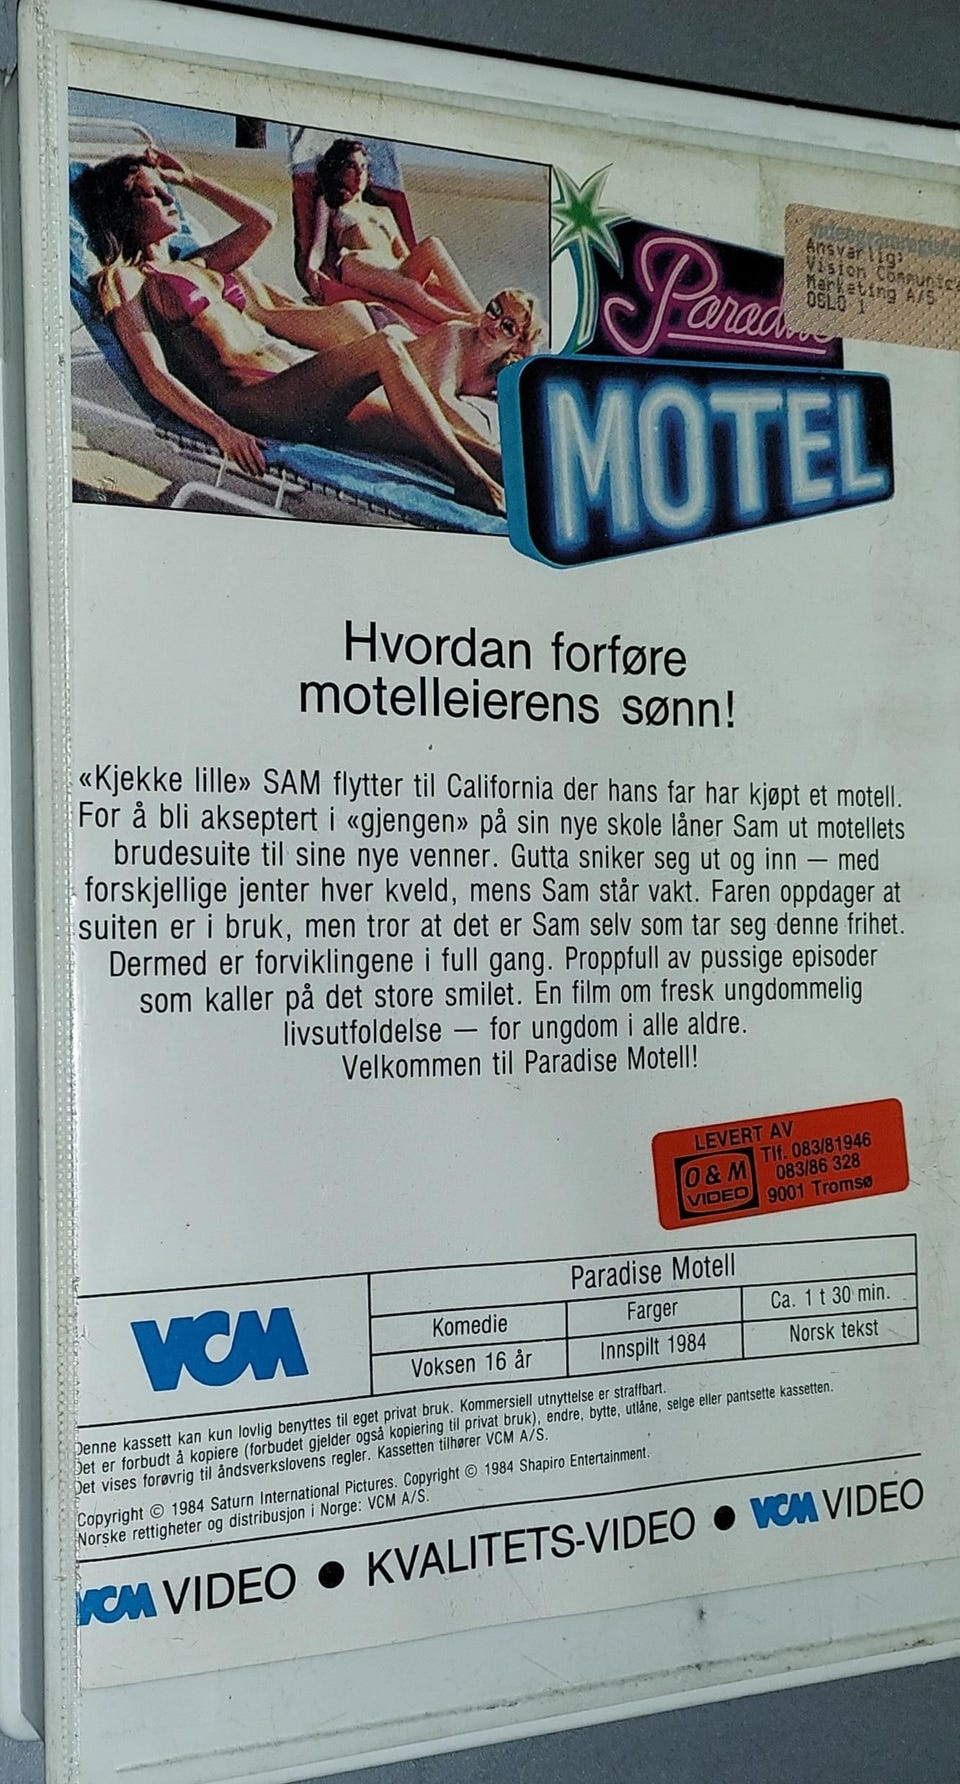 Ansvarlig:
Vision
Marketing A/S
OSLO 1
MOTEL
Hvordan forføre
motelleierens sønn!
«Kjekke lille» SAM flytter til California der hans far har kjøpt et motell.
For å bli akseptert i «gjengen» på sin nye skole låner Sam ut motellets
brudesuite til sine nye venner. Gutta sniker seg ut og inn — med
forskjellige jenter hver kveld, mens Sam står vakt. Faren oppdager at
suiten er i bruk, men tror at det er Sam selv som tar seg denne frihet.
Dermed er forviklingene i full gang. Proppfull av pussige episoder
som kaller på det store smilet. En film om fresk ungdommelig
livsutfoldelse — for ungdom i alle aldre.
Velkommen til Paradise Motell!
LEVERT AV
O & M
VIDEO
Tlf. 083/81946
083/86 328
9001 Tromsø
VCM
Paradise Motell
Komedie Farger Ca. 1 t 30 min.
Voksen 16 år Innspilt 1984 Norsk tekst
Denne kassett kan kun lovlig benyttes til eget privat bruk. Kommersiell utnyttelse er straffbart.
Det er forbudt å kopiere (forbudet gjelder også kopiering til privat bruk), endre, bytte, utlåne, selge eller pantsette kassetten.
Det vises forøvrig til åndsverkslovens regler. Kassetten tilhører VCM A/S.
Copyright © 1984 Saturn International Pictures. Copyright © 1984 Shapiro Entertainment.
Norske rettigheter og distribusjon i Norge: VCM A/S.
VCM VIDEO ● KVALITETS-VIDEO ● VCM VIDEO